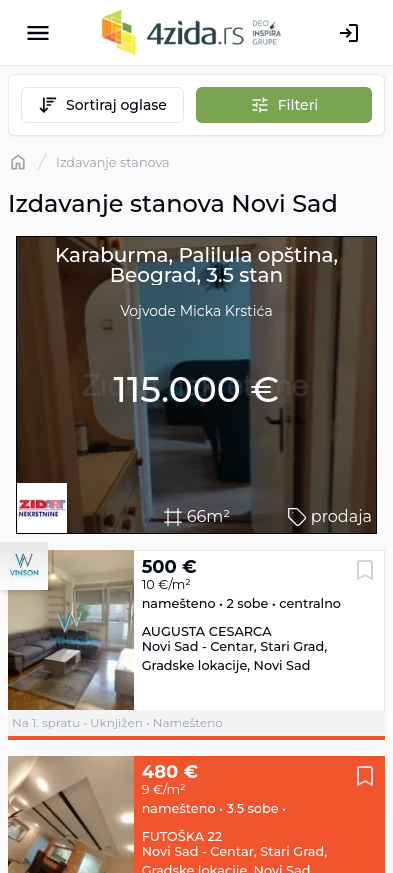 4zida.rs
DEO
INSPIRA
GRUPE
Sortiraj oglase
Filteri
Izdavanje stanova
Izdavanje stanova Novi Sad
Karaburma, Palilula opština,
Beograd, 3.5 stan
Vojvode Micka Krstića
115.000 €
ZID
NEKRETNINE
66m²
prodaja
VINSON
500 €
10 €/m²
namešteno • 2 sobe • centralno
AUGUSTA CESARCA
Novi Sad - Centar, Stari Grad,
Gradske lokacije, Novi Sad
Na 1. spratu • Uknjižen • Namešteno
480 €
9 €/m²
namešteno • 3.5 sobe •
FUTOŠKA 22
Novi Sad - Centar, Stari Grad,
Gradske lokacije, Novi Sad